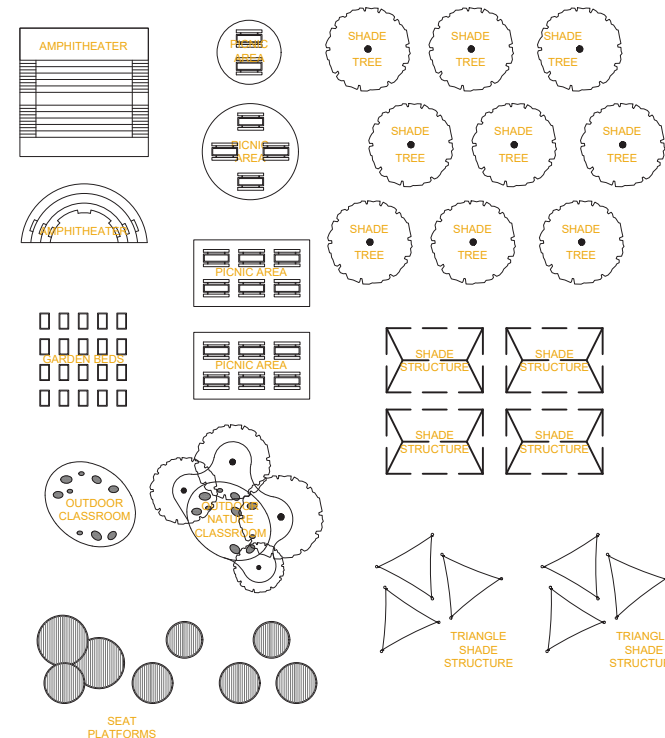 AMPHITHEATER
PICNIC
AREA
SHADE
TREE
SHADE
TREE
SHADE
TREE
PICNIC
AREA
SHADE
TREE
SHADE
TREE
SHADE
TREE
AMPHITHEATER
PICNIC AREA
SHADE
TREE
SHADE
TREE
SHADE
TREE
GARDEN BEDS
PICNIC AREA
SHADE
STRUCTURE
SHADE
STRUCTURE
SHADE
STRUCTURE
SHADE
STRUCTURE
OUTDOOR
CLASSROOM
OUTDOOR
NATURE
CLASSROOM
TRIANGLE
SHADE
STRUCTURE
TRIANGL
SHADE
STRUCTU
SEAT
PLATFORMS